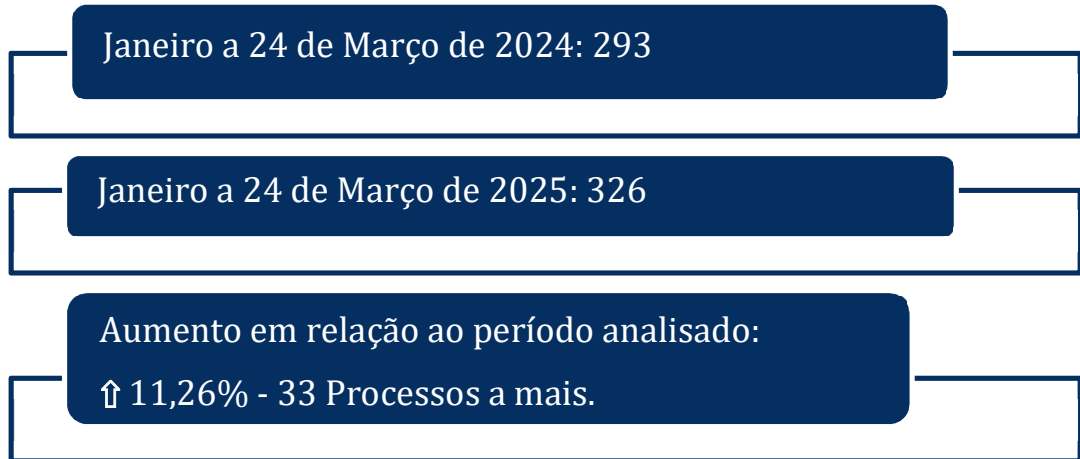 Janeiro a 24 de Março de 2024: 293
Janeiro a 24 de Março de 2025: 326
Aumento em relação ao período analisado:
⇧ 11,26% - 33 Processos a mais.